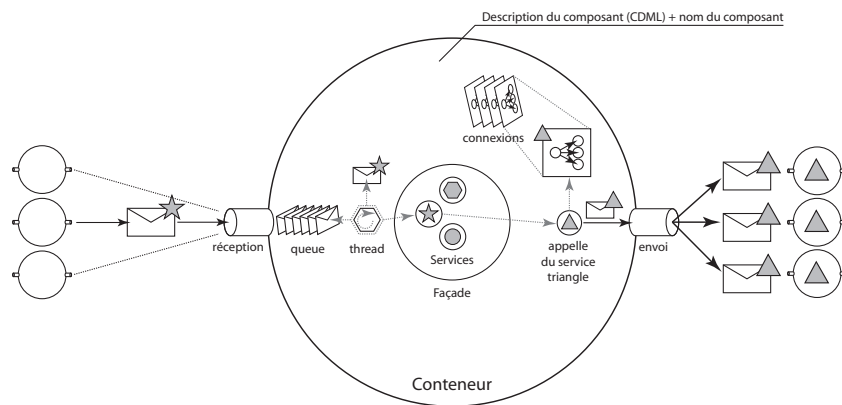 Description du composant (CDML) + nom du composant
connexions
réception
queue
thread
Services
Façade
appelle
du service
triangle
envoi
Conteneur